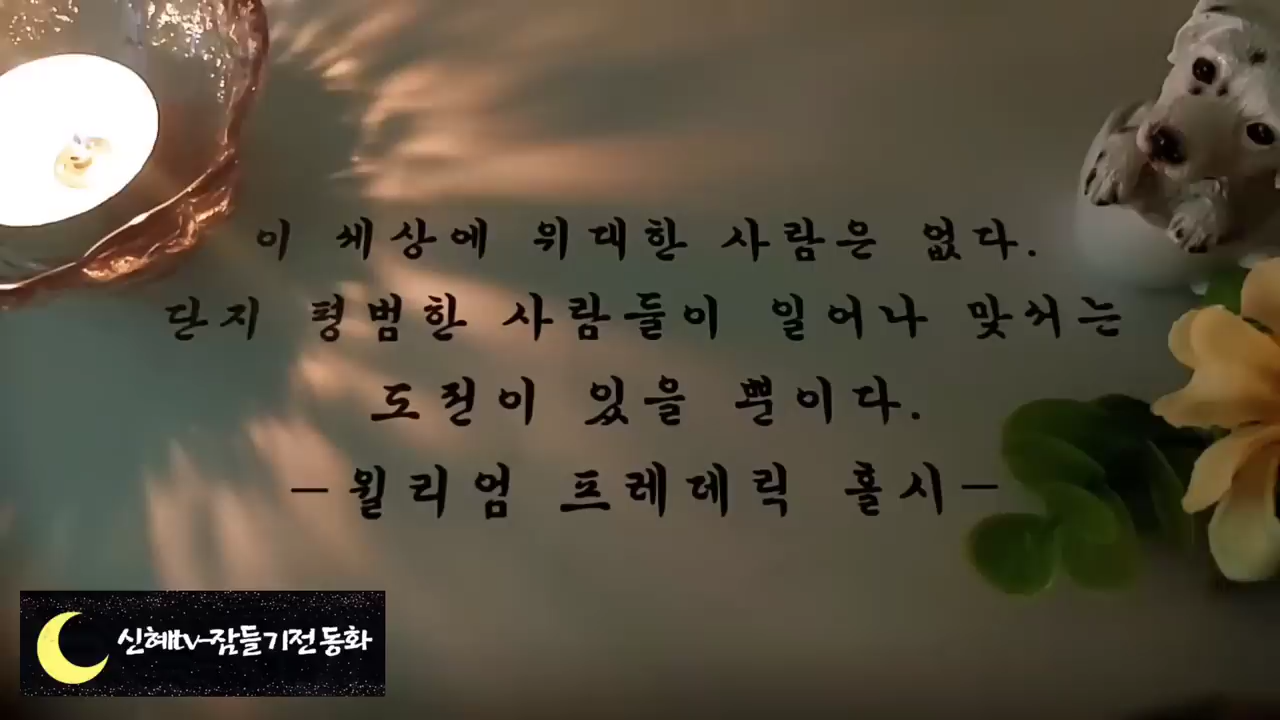 이 세상에 위대한 사람은 없다.
단지 평범한 사람들이 일어나 맞서는
도전이 있을 뿐이다.
-윌리엄 프레데릭 홀시-
신혜tv-잠들기전동화